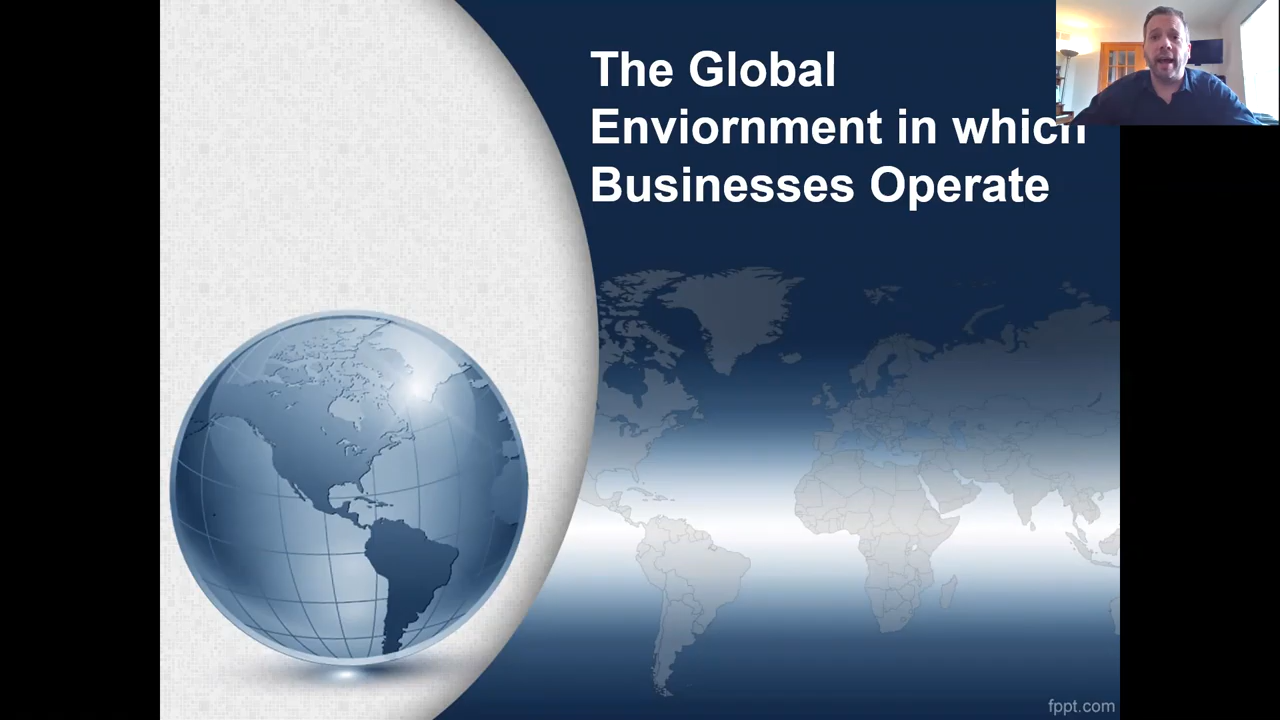 The Global
Enviornment in which
Businesses Operate
fppt.com